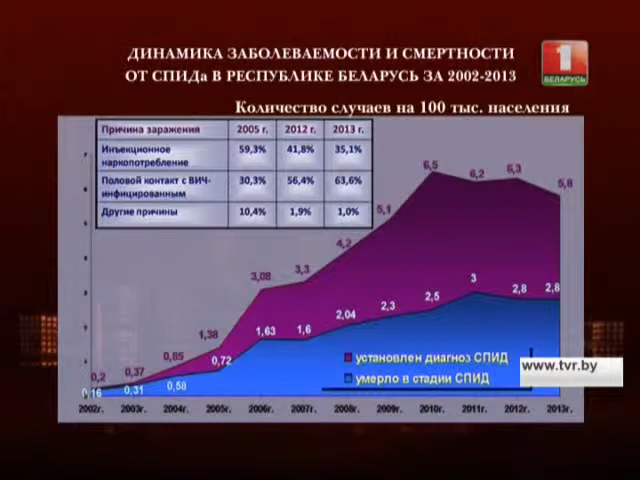 ДИНАМИКА ЗАБОЛЕВАЕМОСТИ И СМЕРТНОСТИ
ОТ СПИДа В РЕСПУБЛИКЕ БЕЛАРУСЬ ЗА 2002-2013
1
БЕЛАРУСЬ
Количество случаев на 100 тыс. населения
Причина заражения 2005 г. 2012 г. 2013 г.
Инъекционное наркопотребление 59,3% 41,8% 35,1%
Половой контакт с ВИЧ-инфицированным 30,3% 56,4% 63,6%
Другие причины 10,4% 1,9% 1,0%
0,2 0,37 0,85 1,38 3,08 3,3 4,2 5,1 6,5 6,2 6,3 5,8
0,16 0,31 0,58 0,72 1,63 1,6 2,04 2,3 2,5 3 2,8 2,8
установлен диагноз СПИД
умерло в стадии СПИД
www.tvr.by
2002г. 2003г. 2004г. 2005г. 2006г. 2007г. 2008г. 2009г. 2010г. 2011г. 2012г. 2013г.